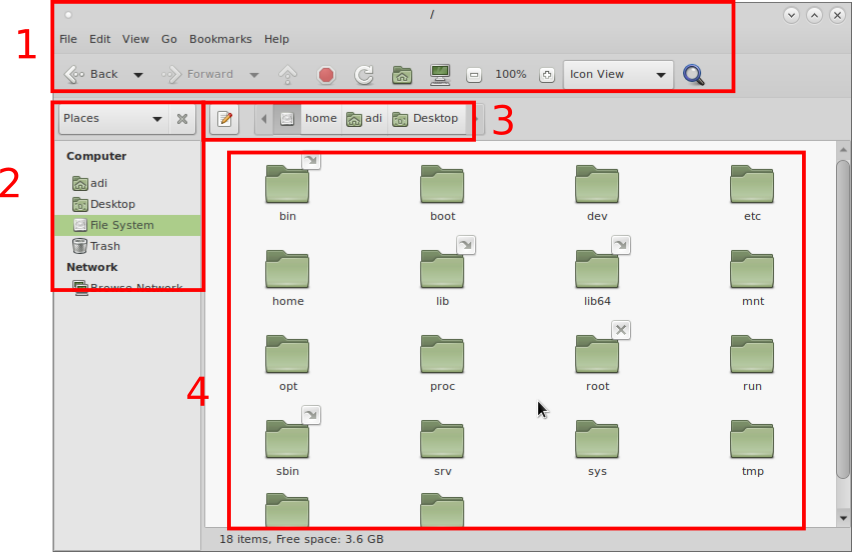 /
1
File Edit View Go Bookmarks Help
Back Forward 100% Icon View
Places home adi Desktop 3
Computer
2
adi
Desktop
File System
Trash
Network
Browse Network
bin boot dev etc
home lib lib64 mnt
opt proc root run
4
sbin srv sys tmp
18 items, Free space: 3.6 GB